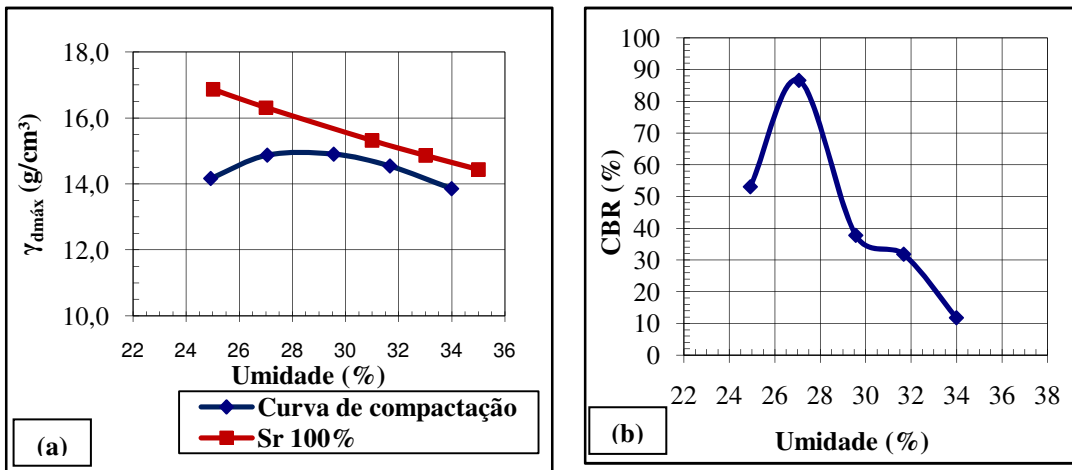 18,0
16,0
14,0
12,0
10,0
γdmáx (g/cm³)
22 24 26 28 30 32 34 36
Umidade (%)
Curva de compactação
Sr 100%
(a)
100
90
80
70
60
50
40
30
20
10
0
CBR (%)
22 24 26 28 30 32 34 36 38
Umidade (%)
(b)